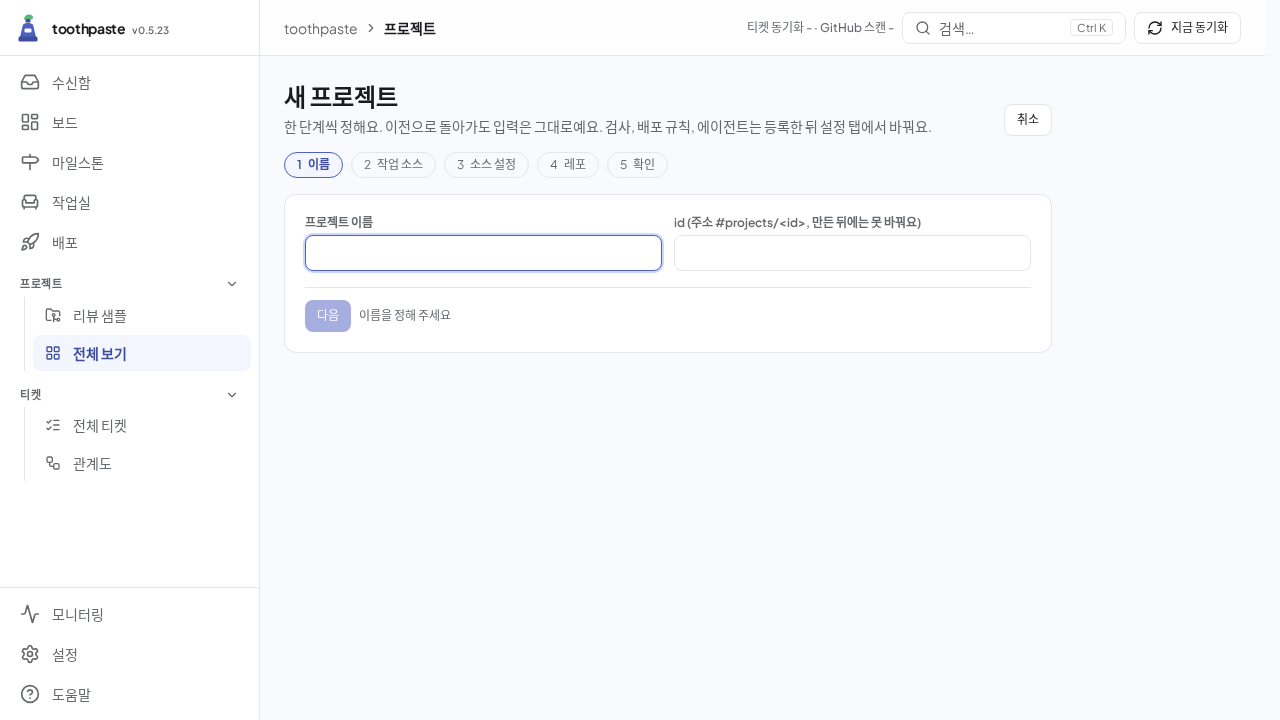 toothpaste v0.5.23
toothpaste > 프로젝트
티켓 동기화 - · GitHub 스캔 -
검색...
Ctrl K
지금 동기화
수신함
보드
마일스톤
작업실
배포
프로젝트
리뷰 샘플
전체 보기
티켓
전체 티켓
관계도
모니터링
설정
도움말
새 프로젝트
한 단계씩 정해요. 이전으로 돌아가도 입력은 그대로예요. 검사, 배포 규칙, 에이전트는 등록한 뒤 설정 탭에서 바꿔요.
취소
1 이름
2 작업 소스
3 소스 설정
4 레포
5 확인
프로젝트 이름
id (주소 #projects/<id>, 만든 뒤에는 못 바꿔요)
다음
이름을 정해 주세요